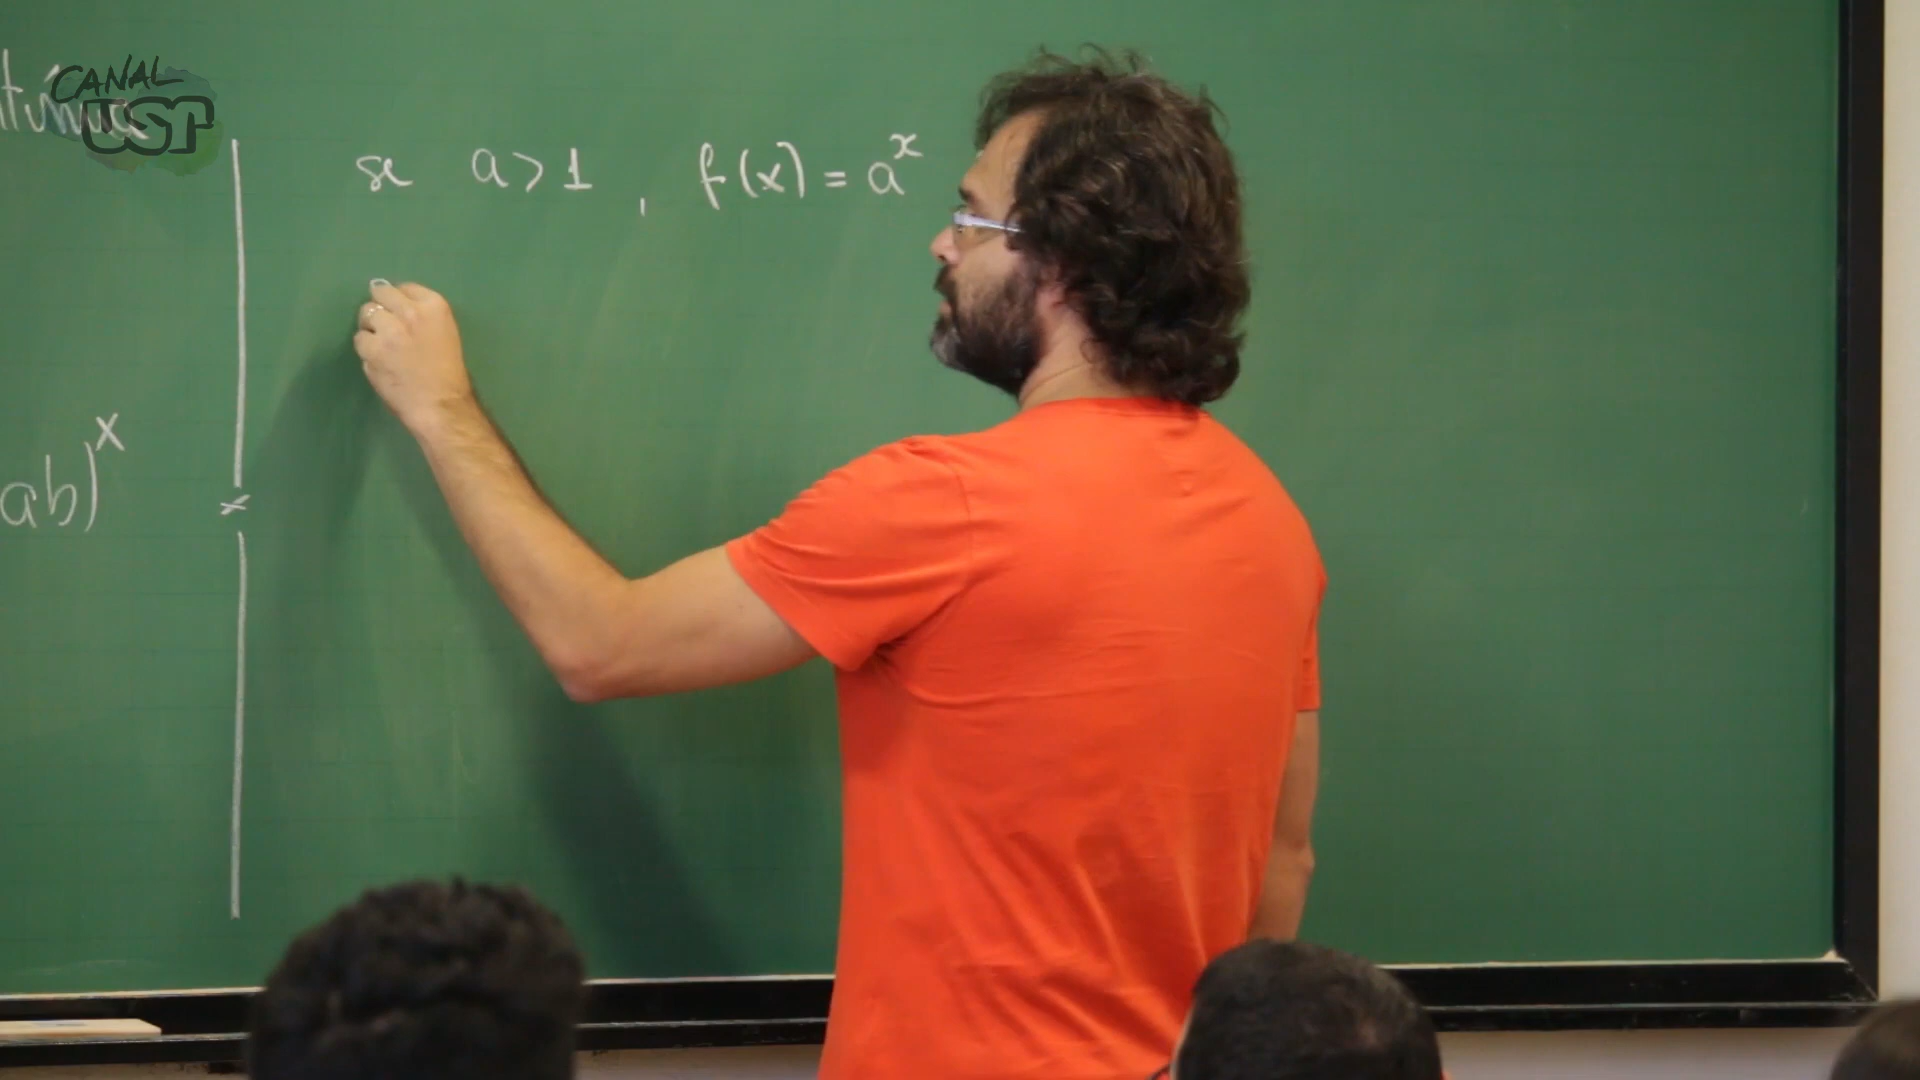 CANAL
USP
se a > 1 , f(x) = a^x
ab)^x
x